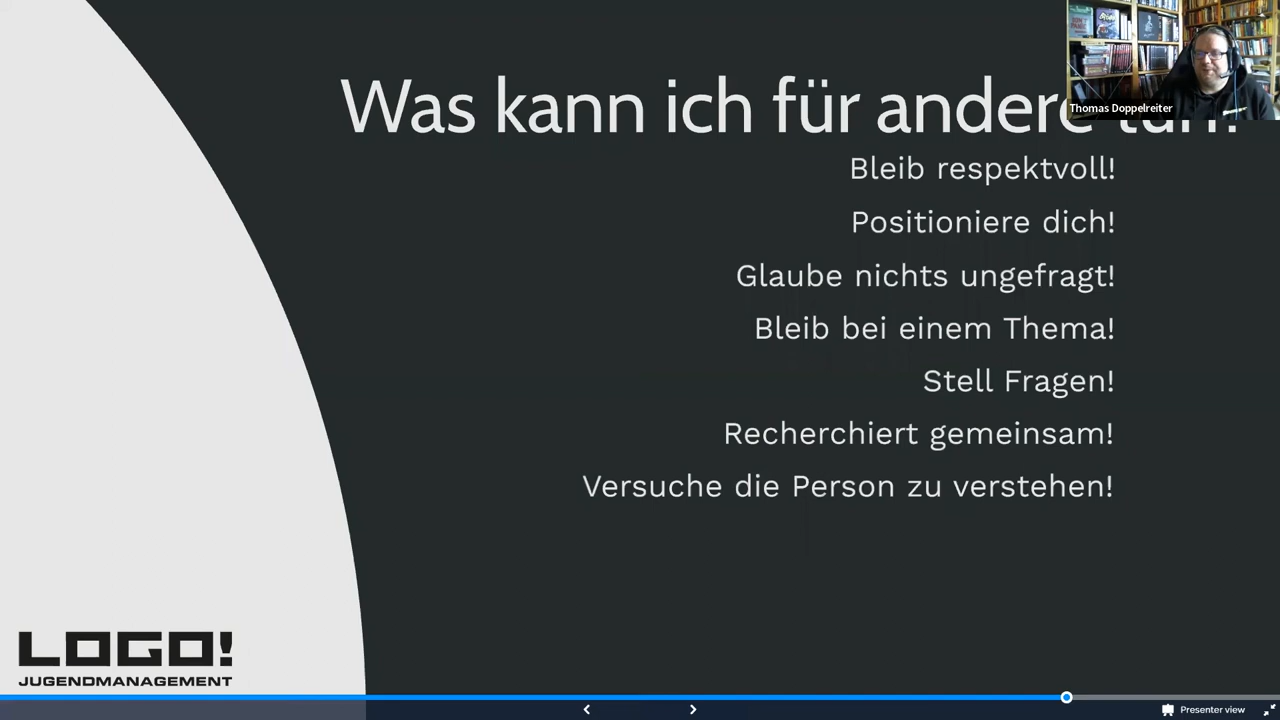 Was kann ich für andere tun?
Thomas Doppelreiter
Bleib respektvoll!
Positioniere dich!
Glaube nichts ungefragt!
Bleib bei einem Thema!
Stell Fragen!
Recherchiert gemeinsam!
Versuche die Person zu verstehen!
LOGO!
JUGENDMANAGEMENT
Presenter view